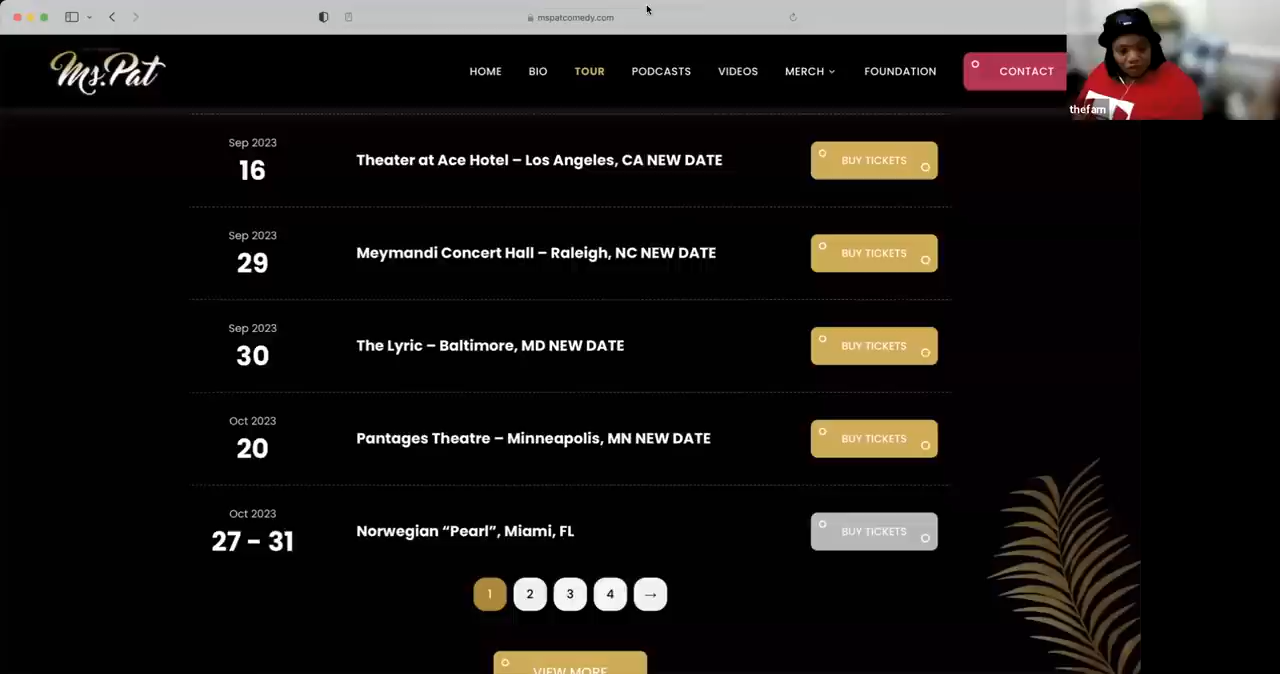 mspatcomedy.com
Ms. Pat
HOME BIO TOUR PODCASTS VIDEOS MERCH FOUNDATION CONTACT
thefam
Sep 2023
16
Theater at Ace Hotel – Los Angeles, CA NEW DATE
BUY TICKETS
Sep 2023
29
Meymandi Concert Hall – Raleigh, NC NEW DATE
BUY TICKETS
Sep 2023
30
The Lyric – Baltimore, MD NEW DATE
BUY TICKETS
Oct 2023
20
Pantages Theatre – Minneapolis, MN NEW DATE
BUY TICKETS
Oct 2023
27 – 31
Norwegian “Pearl”, Miami, FL
BUY TICKETS
1 2 3 4 →
VIEW MORE